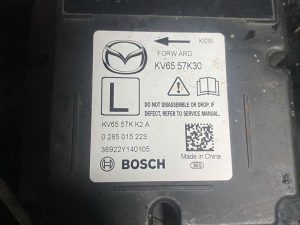 K3235
FORWARD
KV65 57K30
L
DO NOT DISASSEMBLE OR DROP. IF
DEFECT, REFER TO SERVICE MANUAL.
KV65 57K K2 A
0 285 015 223
36922Y140105
BOSCH
Made in China